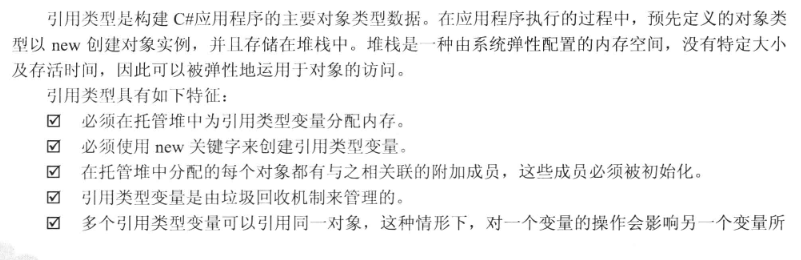 引用类型是构建 C#应用程序的主要对象类型数据。在应用程序执行的过程中，预先定义的对象类
型以 new 创建对象实例，并且存储在堆栈中。堆栈是一种由系统弹性配置的内存空间，没有特定大小
及存活时间，因此可以被弹性地运用于对象的访问。
引用类型具有如下特征：
☑ 必须在托管堆中为引用类型变量分配内存。
☑ 必须使用 new 关键字来创建引用类型变量。
☑ 在托管堆中分配的每个对象都有与之相关联的附加成员，这些成员必须被初始化。
☑ 引用类型变量是由垃圾回收机制来管理的。
☑ 多个引用类型变量可以引用同一对象，这种情形下，对一个变量的操作会影响另一个变量所